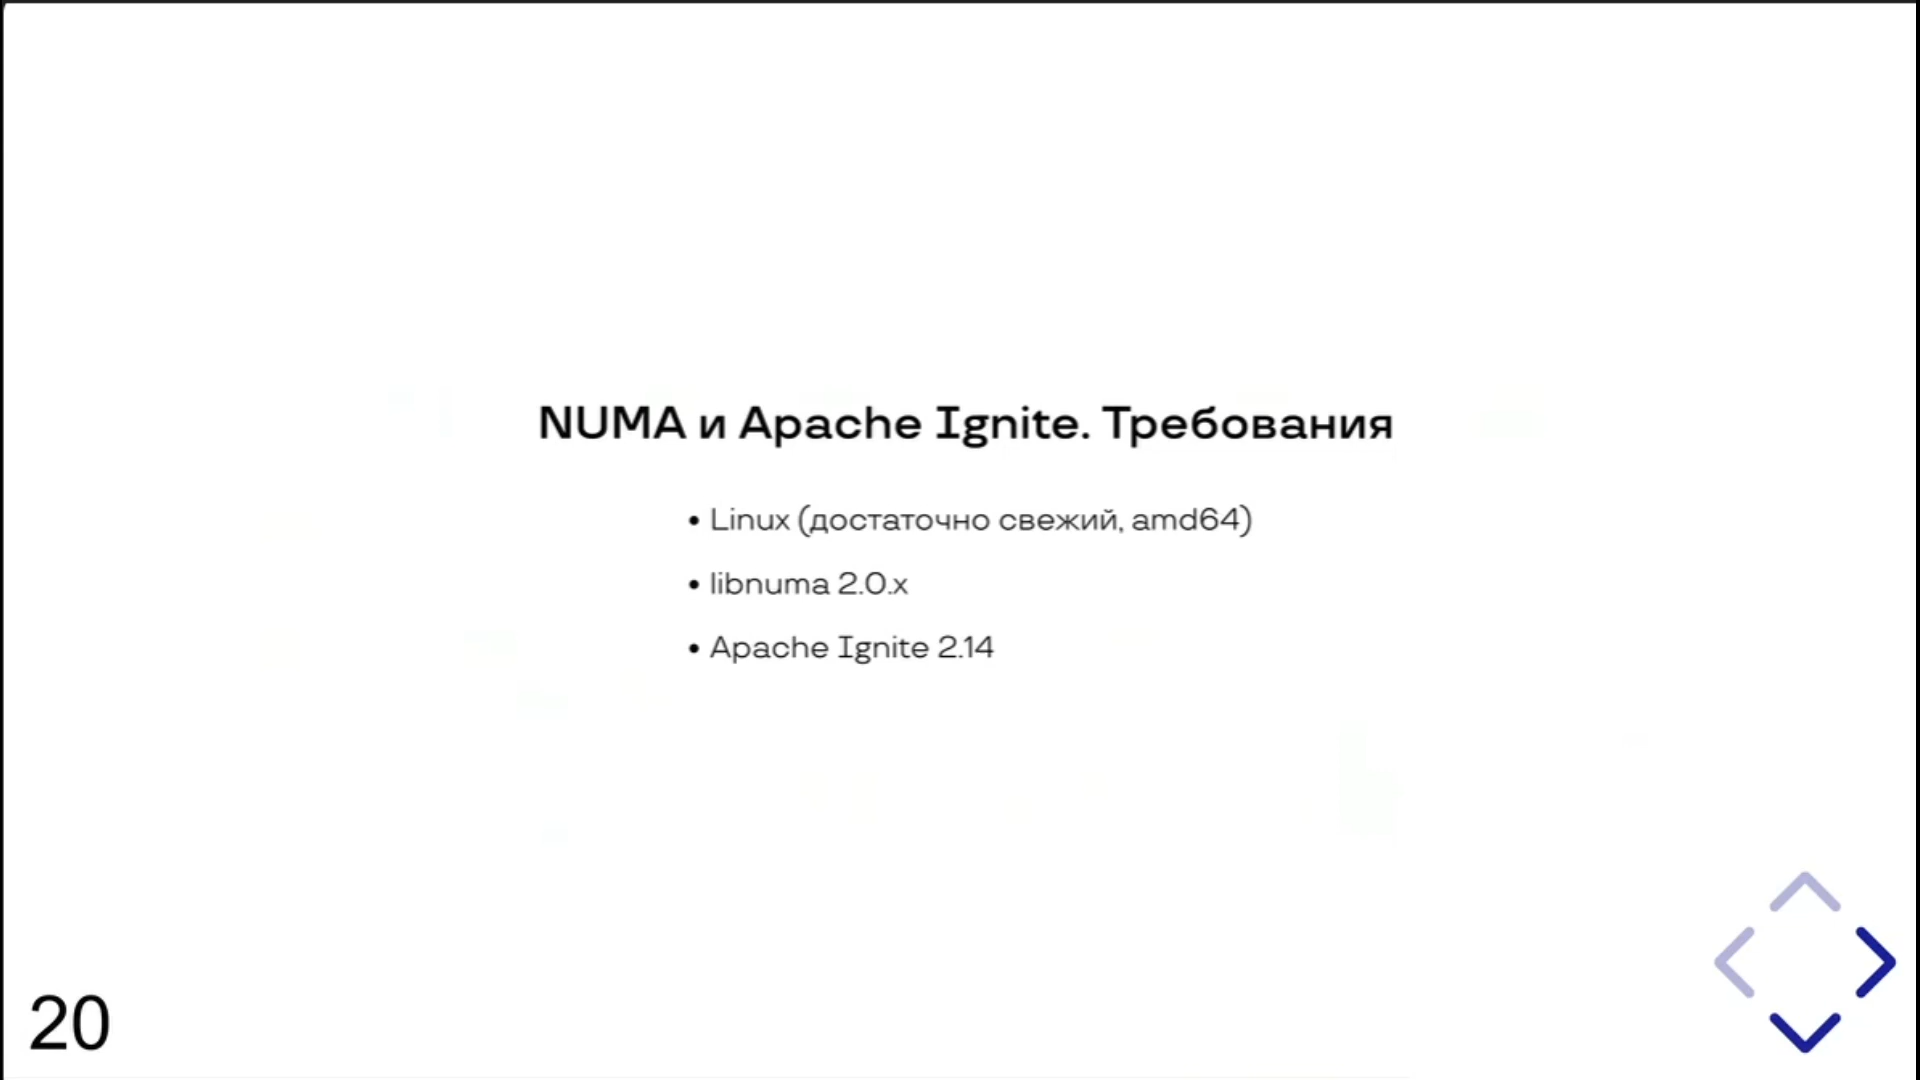 NUMA и Apache Ignite. Требования
• Linux (достаточно свежий, amd64)
• libnuma 2.0.x
• Apache Ignite 2.14
20